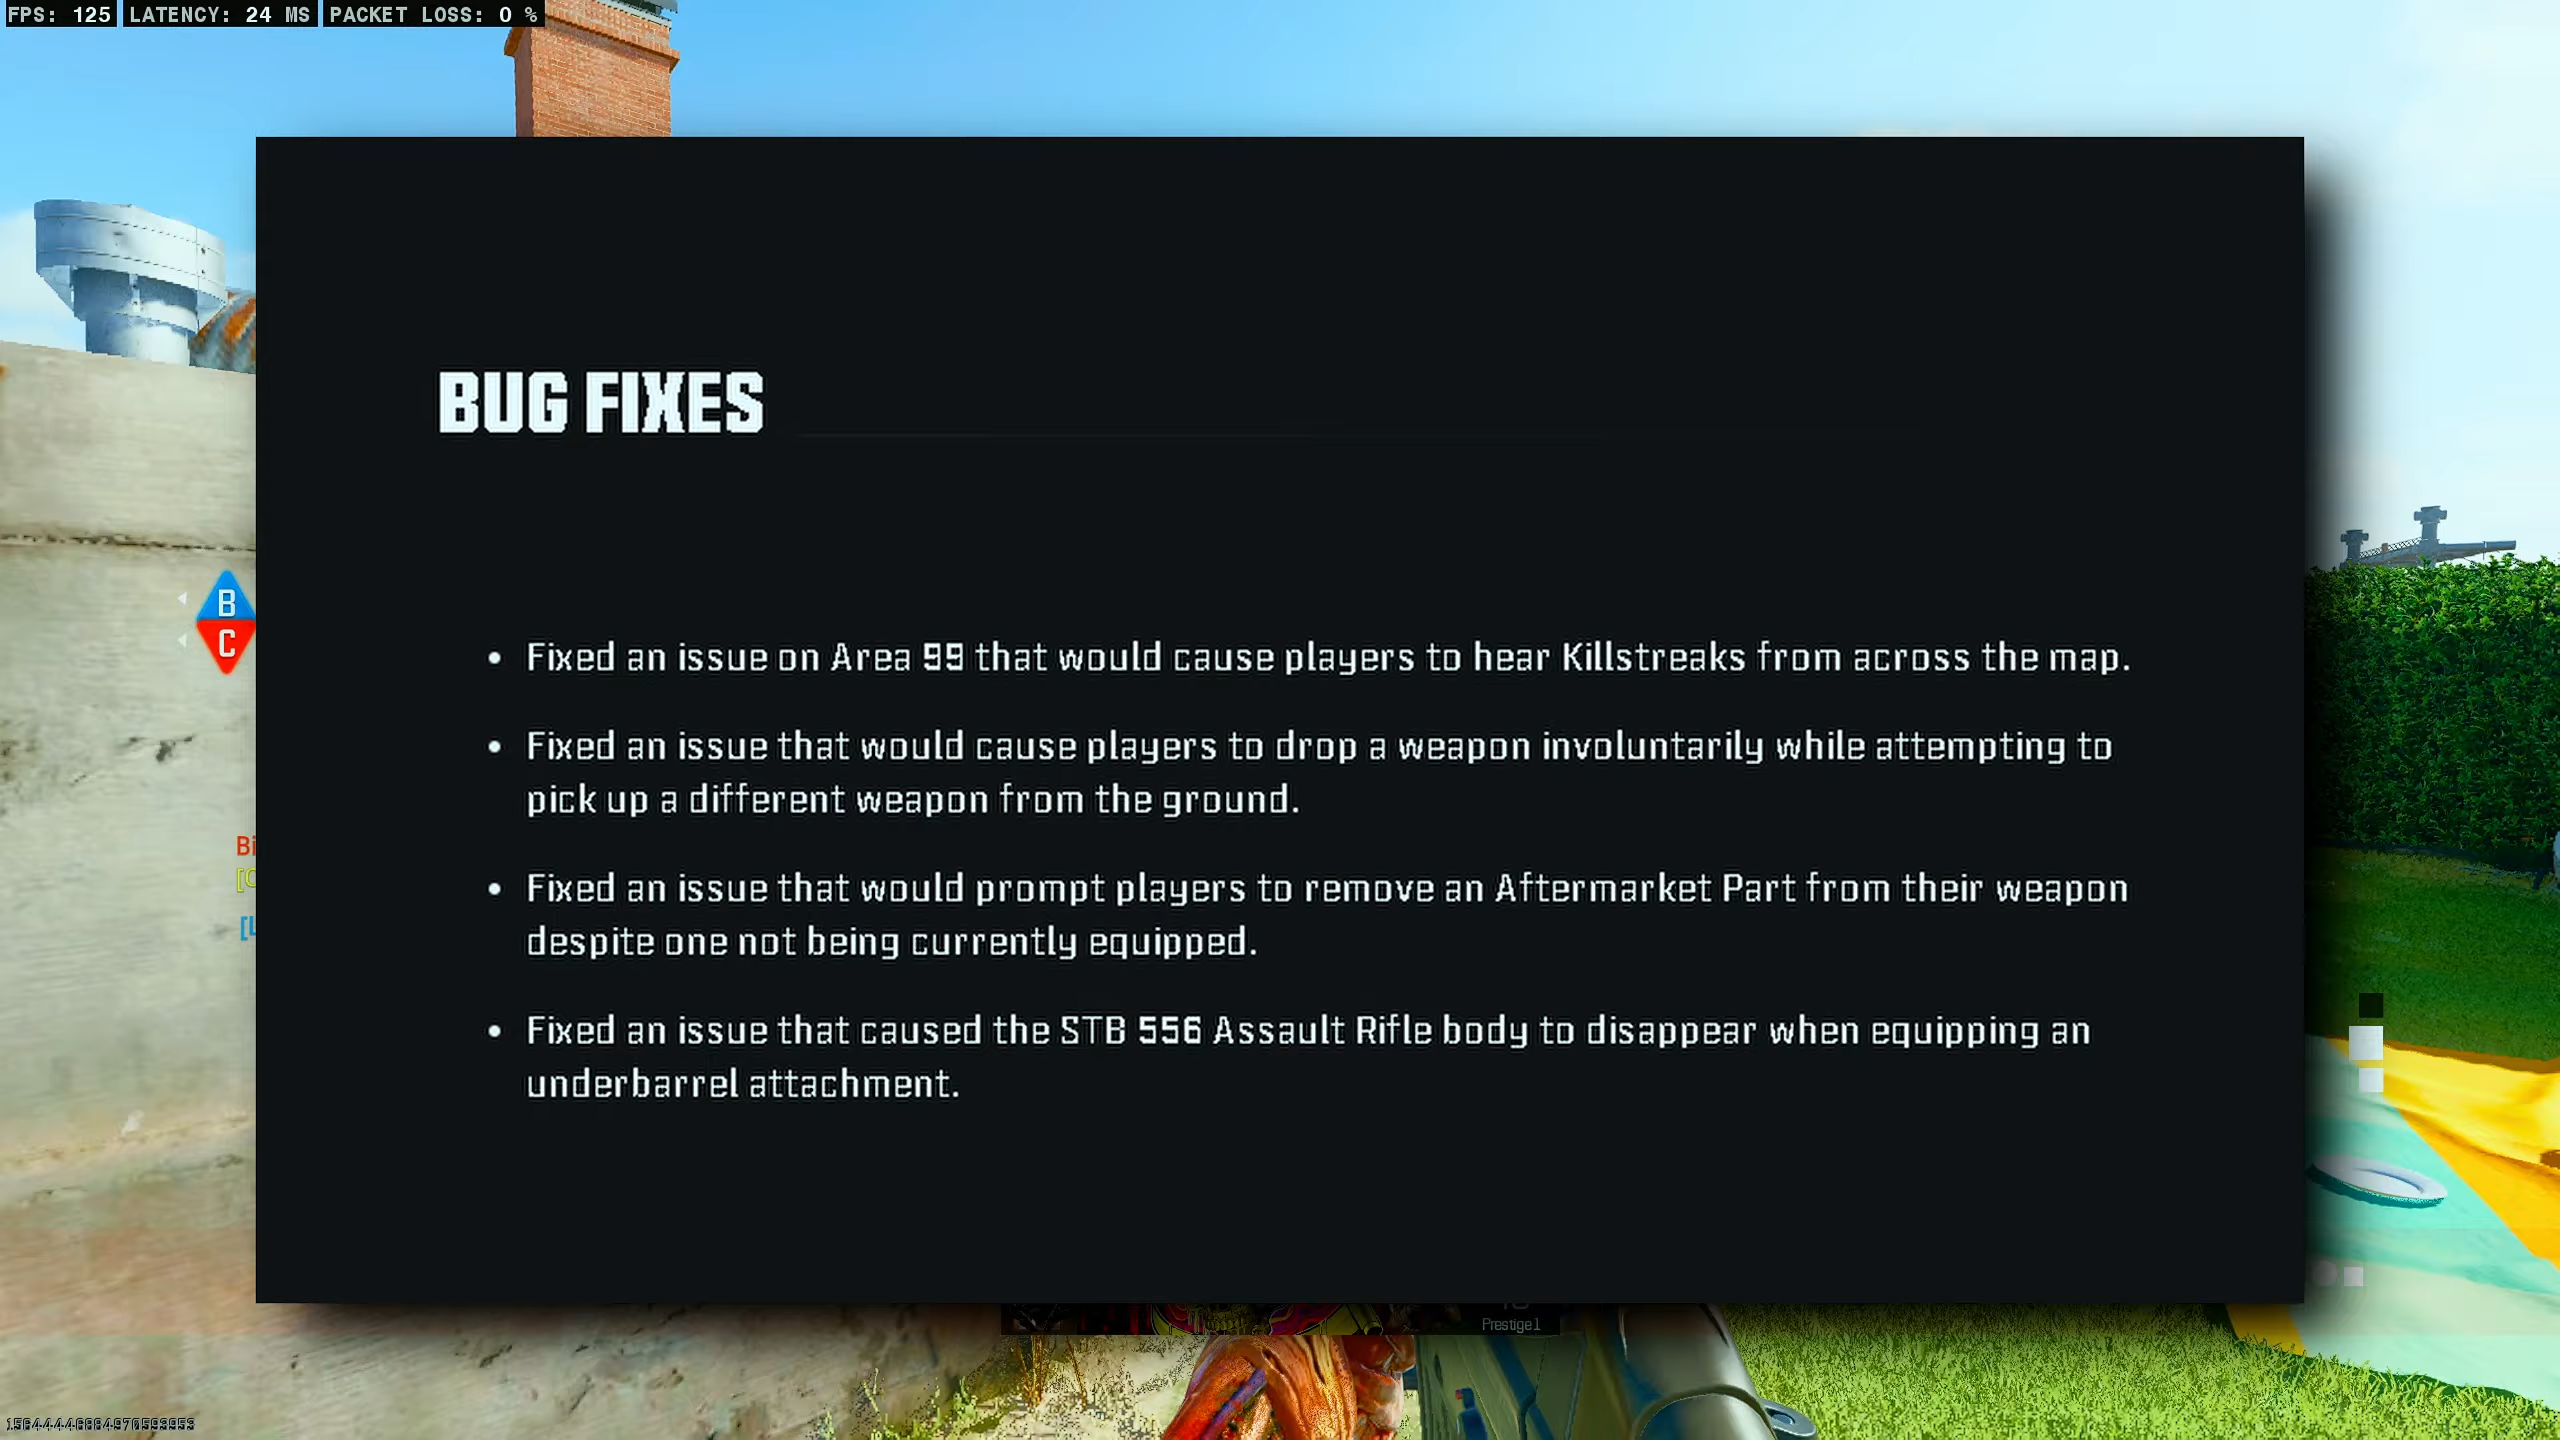 FPS: 125 LATENCY: 24 MS PACKET LOSS: 0 %
BUG FIXES
• Fixed an issue on Area 99 that would cause players to hear Killstreaks from across the map.
• Fixed an issue that would cause players to drop a weapon involuntarily while attempting to
pick up a different weapon from the ground.
• Fixed an issue that would prompt players to remove an Aftermarket Part from their weapon
despite one not being currently equipped.
• Fixed an issue that caused the STB 556 Assault Rifle body to disappear when equipping an
underbarrel attachment.
B
C
Bi
Prestige 1